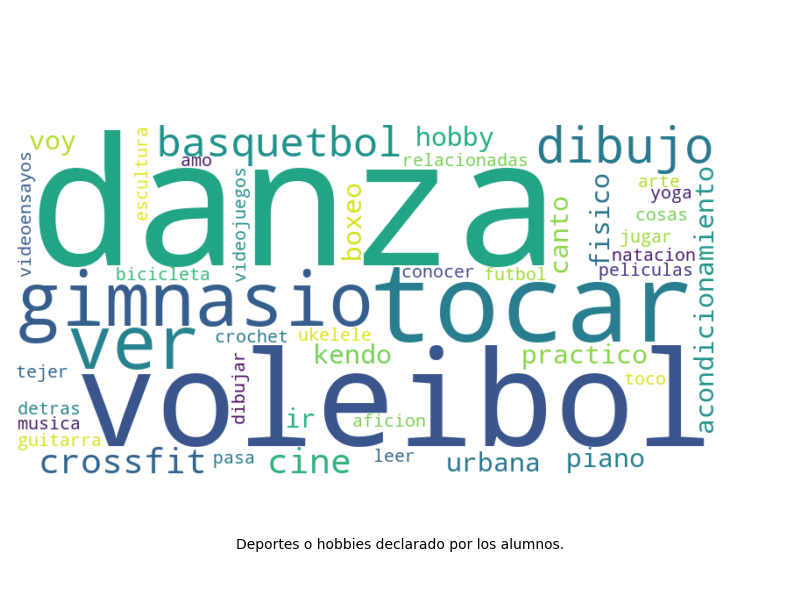 voy
escultura
basquetbol
hobby
dibujo
videoensayos
danza
amo
videojuegos
boxeo
relacionadas
canto
fisico
arte
yoga
cosas
jugar
natacion
peliculas
acondicionamiento
bicicleta
conocer
futbol
gimnasio
tocar
ver
crochet
ukelele
kendo
practico
tejer
dibujar
voleibol
toco
detras
musica
guitarra
ir
aficion
crossfit
pasa
cine
leer
urbana
piano
Deportes o hobbies declarado por los alumnos.